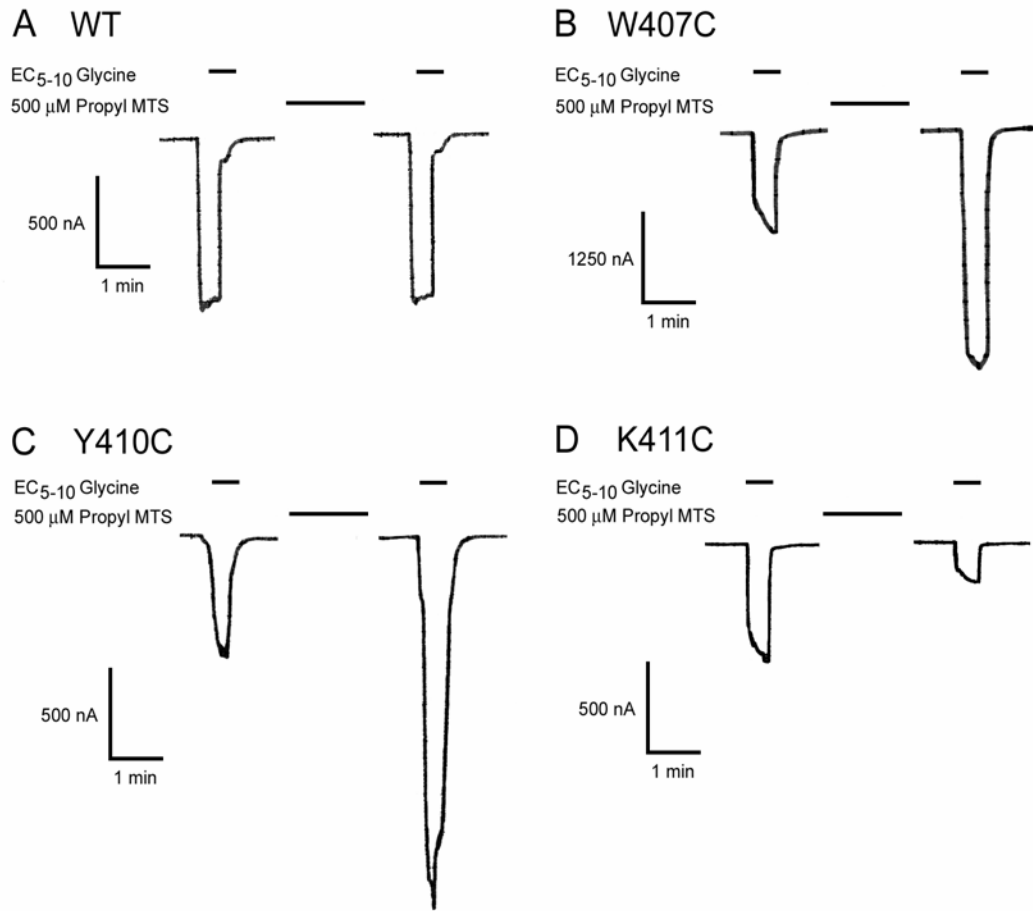 A WT
EC5-10 Glycine
500 μM Propyl MTS
500 nA
1 min
B W407C
EC5-10 Glycine
500 μM Propyl MTS
1250 nA
1 min
C Y410C
EC5-10 Glycine
500 μM Propyl MTS
500 nA
1 min
D K411C
EC5-10 Glycine
500 μM Propyl MTS
500 nA
1 min